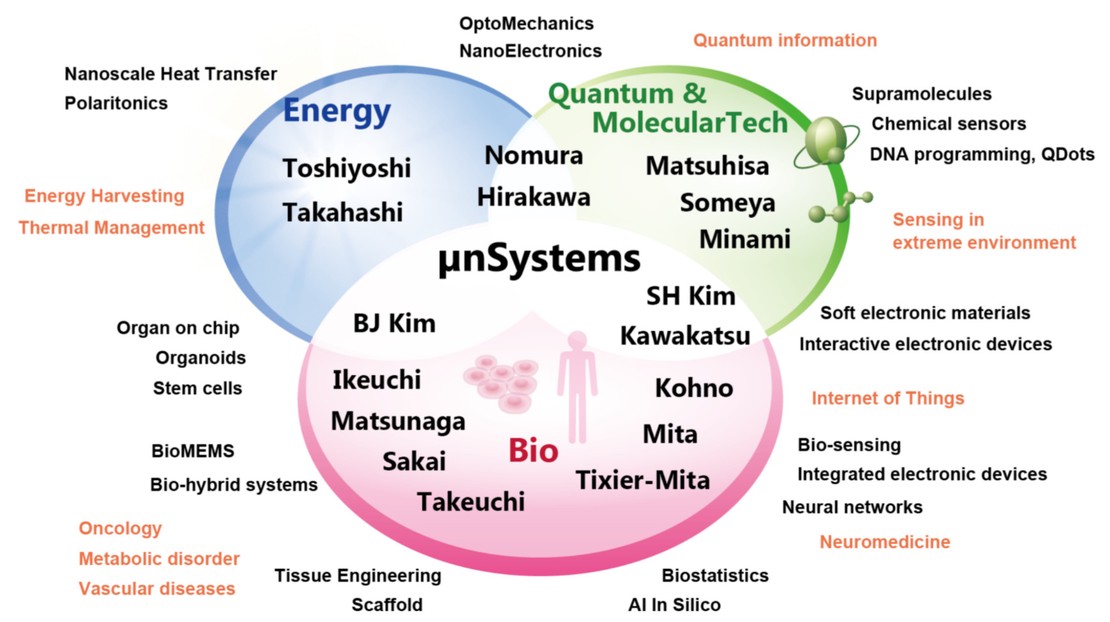 OptoMechanics
NanoElectronics
Quantum information
Nanoscale Heat Transfer
Polaritonics
Energy
Quantum &
MolecularTech
Supramolecules
Chemical sensors
DNA programming, QDots
Toshiyoshi
Takahashi
Nomura
Hirakawa
Matsuhisa
Someya
Minami
Energy Harvesting
Thermal Management
Sensing in
extreme environment
µnSystems
SH Kim
Kawakatsu
BJ Kim
Soft electronic materials
Interactive electronic devices
Organ on chip
Organoids
Stem cells
Ikeuchi
Matsunaga
Sakai
Takeuchi
Bio
Kohno
Mita
Tixier-Mita
Internet of Things
BioMEMS
Bio-hybrid systems
Bio-sensing
Integrated electronic devices
Neural networks
Neuromedicine
Oncology
Metabolic disorder
Vascular diseases
Tissue Engineering
Scaffold
Biostatistics
AI In Silico